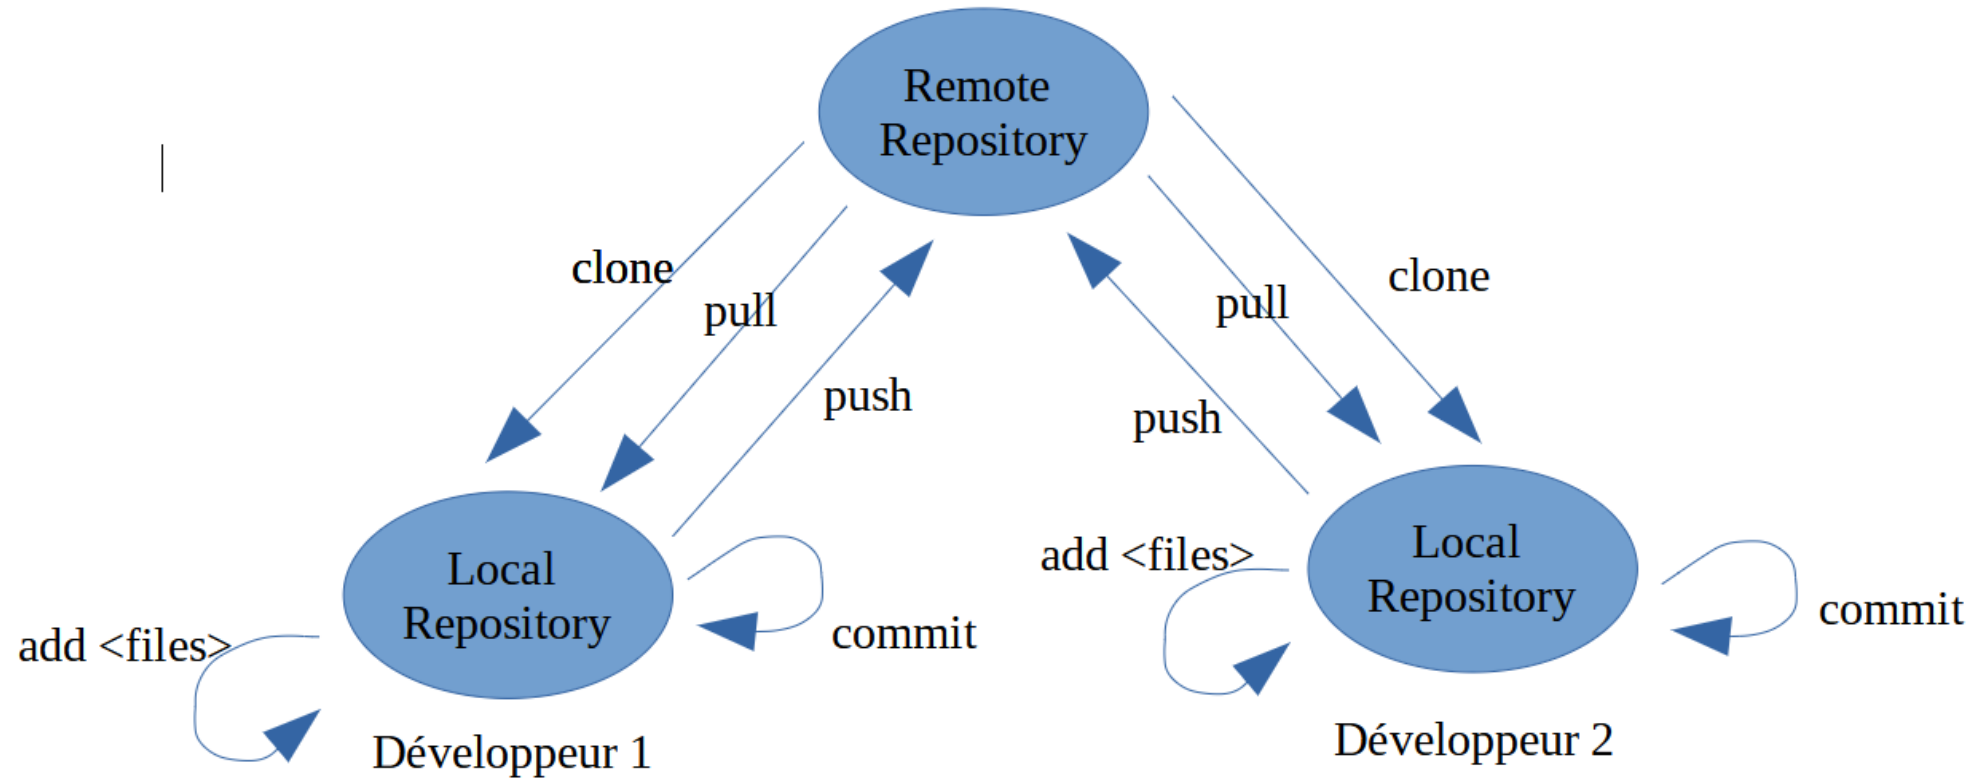 Remote
Repository
clone
pull
push
clone
pull
push
Local
Repository
add <files>
commit
Développeur 1
Local
Repository
add <files>
commit
Développeur 2